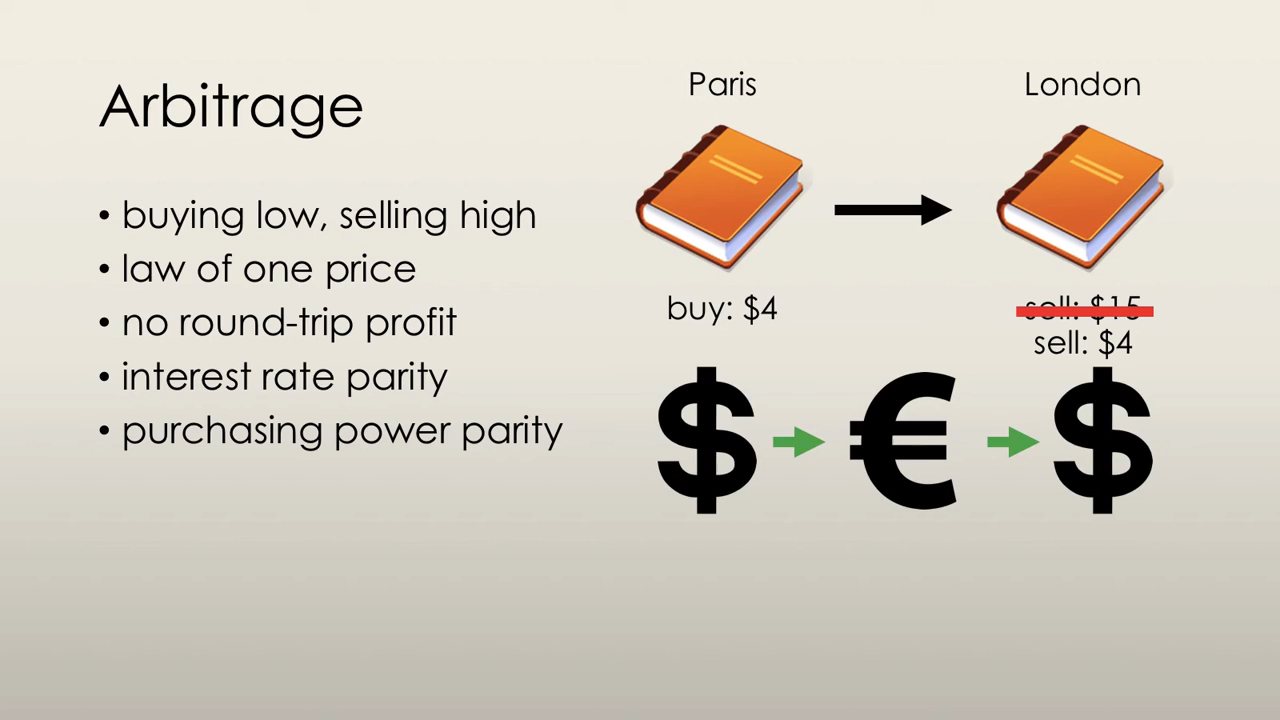 Arbitrage
• buying low, selling high
• law of one price
• no round-trip profit
• interest rate parity
• purchasing power parity
Paris
London
buy: $4
sell: $15
sell: $4
$ € $